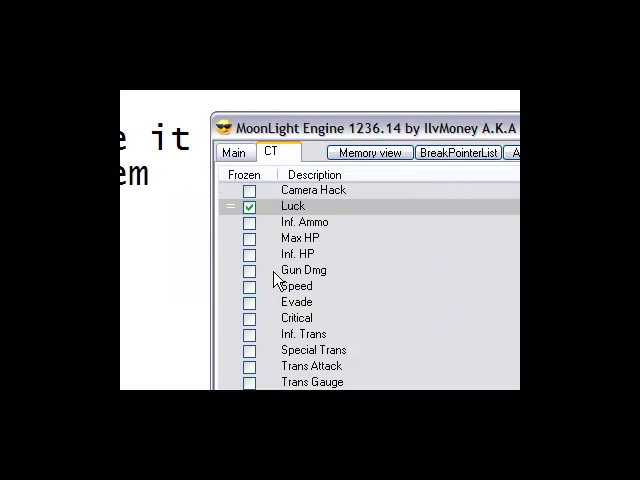 e it
em
MoonLight Engine 1236.14 by IlvMoney A.K.A
Main CT Memory view BreakPointerList A
Frozen Description
Camera Hack
Luck
Inf. Ammo
Max HP
Inf. HP
Gun Dmg
Speed
Evade
Critical
Inf. Trans
Special Trans
Trans Attack
Trans Gauge